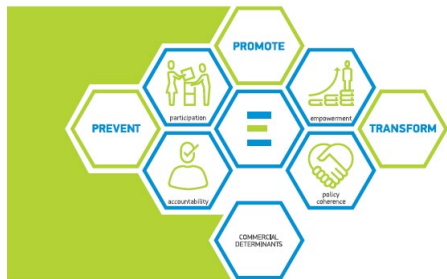 PROMOTE
participation
empowerment
PREVENT
TRANSFORM
accountability
policy
coherence
COMMERCIAL
DETERMINANTS